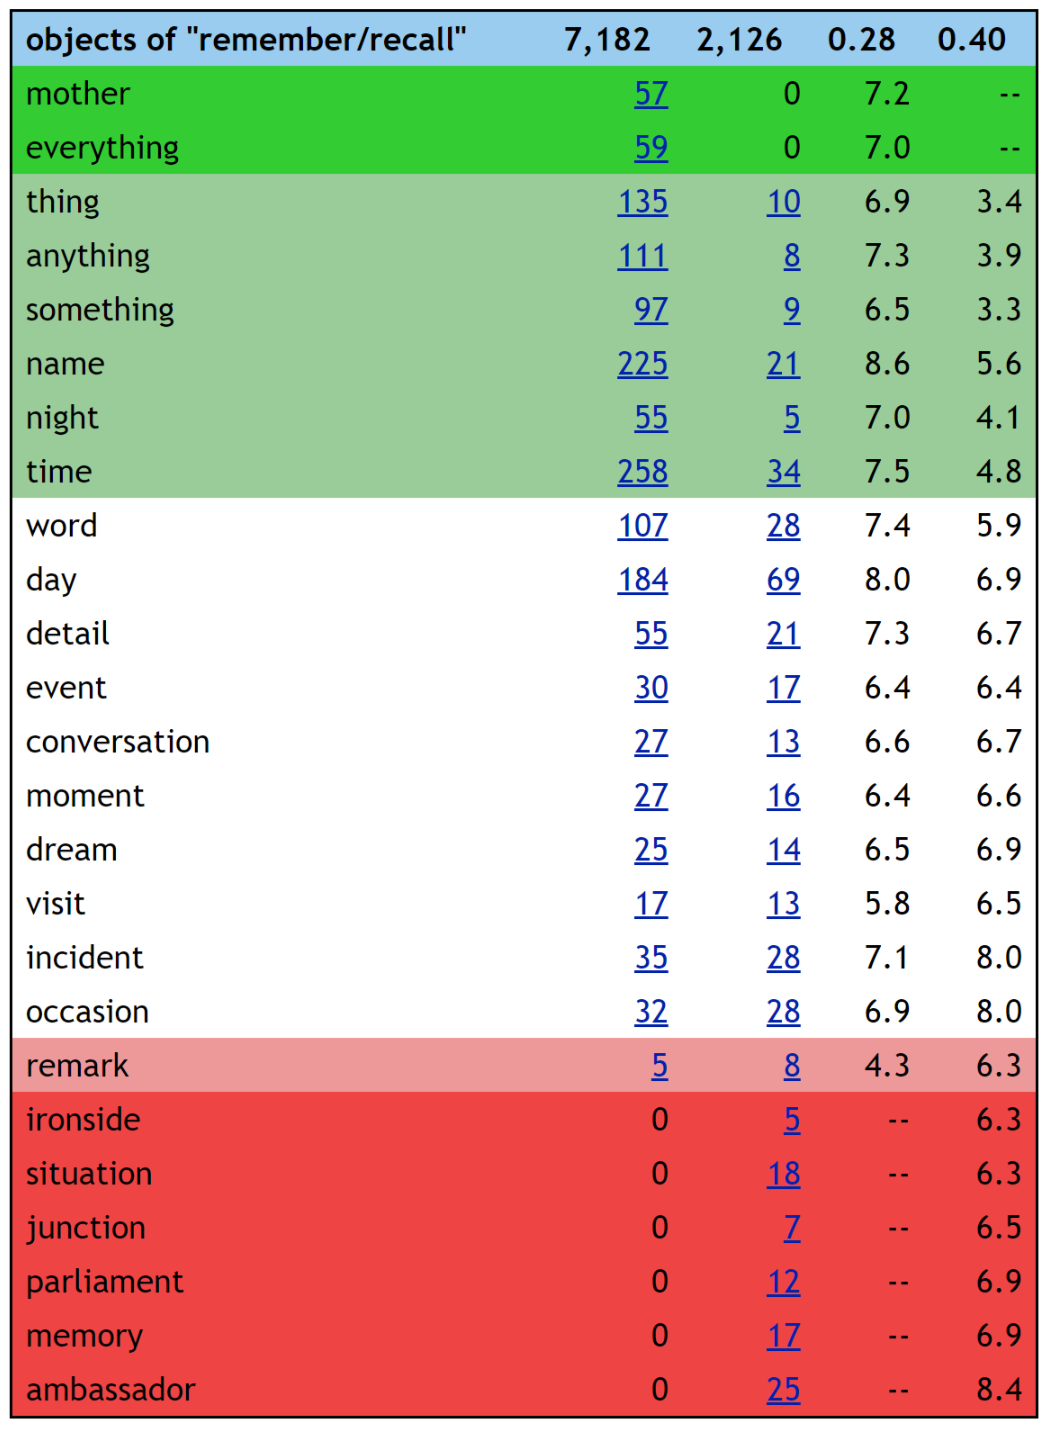 objects of "remember/recall" 7,182 2,126 0.28 0.40
mother 57 0 7.2 --
everything 59 0 7.0 --
thing 135 10 6.9 3.4
anything 111 8 7.3 3.9
something 97 9 6.5 3.3
name 225 21 8.6 5.6
night 55 5 7.0 4.1
time 258 34 7.5 4.8
word 107 28 7.4 5.9
day 184 69 8.0 6.9
detail 55 21 7.3 6.7
event 30 17 6.4 6.4
conversation 27 13 6.6 6.7
moment 27 16 6.4 6.6
dream 25 14 6.5 6.9
visit 17 13 5.8 6.5
incident 35 28 7.1 8.0
occasion 32 28 6.9 8.0
remark 5 8 4.3 6.3
ironside 0 5 -- 6.3
situation 0 18 -- 6.3
junction 0 7 -- 6.5
parliament 0 12 -- 6.9
memory 0 17 -- 6.9
ambassador 0 25 -- 8.4